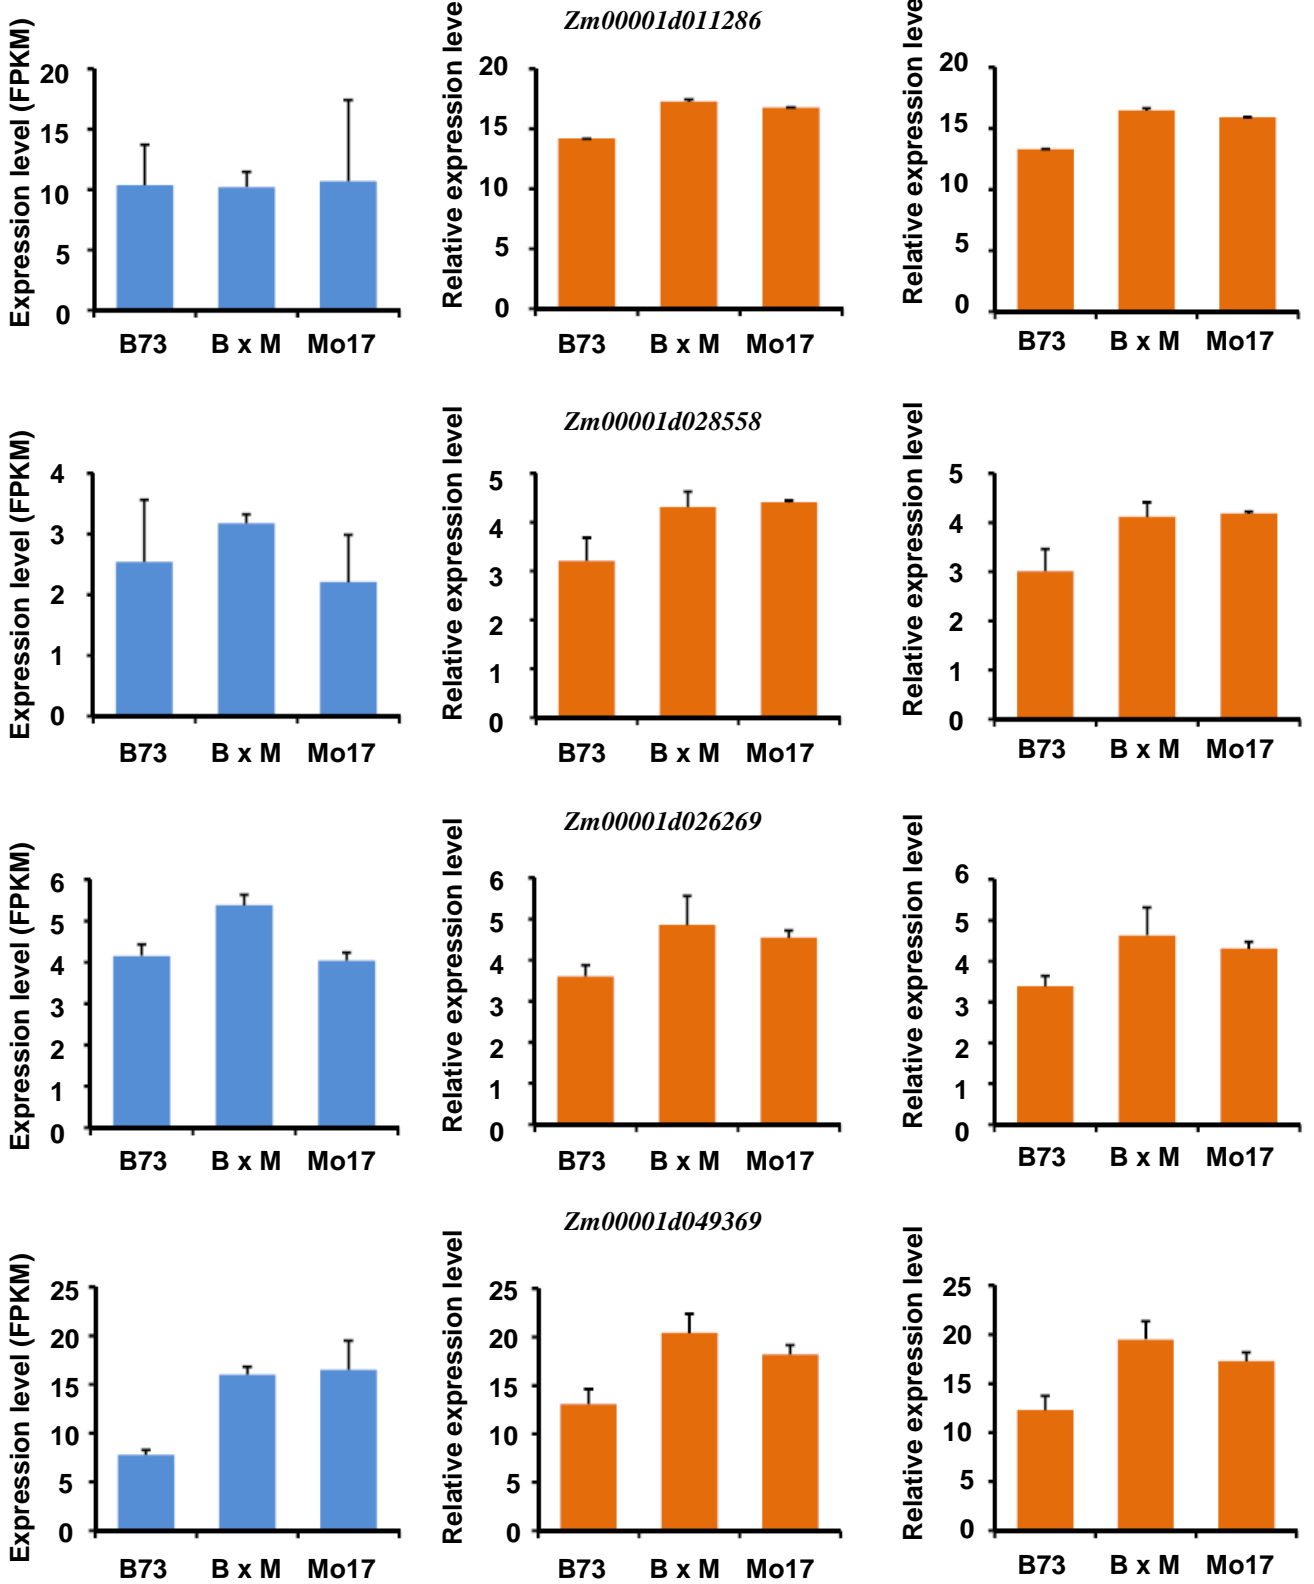 Zm00001d011286
Expression level (FPKM)
20
15
10
5
0
B73 B x M Mo17
Relative expression leve
20
15
10
5
0
B73 B x M Mo17
Relative expression leve
20
15
10
5
0
B73 B x M Mo17
Zm00001d028558
Expression level (FPKM)
4
3
2
1
0
B73 B x M Mo17
Relative expression level
5
4
3
2
1
0
B73 B x M Mo17
Relative expression level
5
4
3
2
1
0
B73 B x M Mo17
Zm00001d026269
Expression level (FPKM)
6
5
4
3
2
1
0
B73 B x M Mo17
Relative expression level
6
5
4
3
2
1
0
B73 B x M Mo17
Relative expression level
6
5
4
3
2
1
0
B73 B x M Mo17
Zm00001d049369
Expression level (FPKM)
25
20
15
10
5
0
B73 B x M Mo17
Relative expression level
25
20
15
10
5
0
B73 B x M Mo17
Relative expression level
25
20
15
10
5
0
B73 B x M Mo17